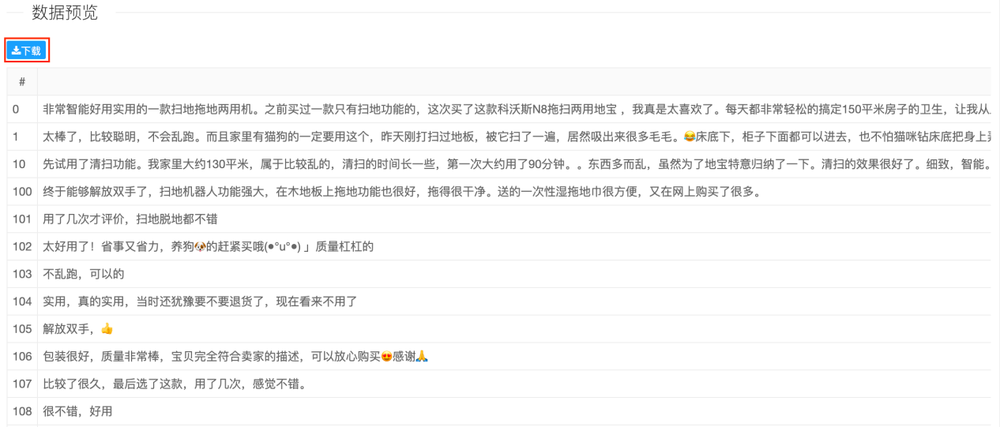 数据预览
下载
#
0 非常智能好用实用的一款扫地拖地两用机。之前买过一款只有扫地功能的，这次买了这款科沃斯N8拖扫两用地宝 ，我真是太喜欢了。每天都非常轻松的搞定150平米房子的卫生，让我从
1 太棒了，比较聪明，不会乱跑。而且家里有猫狗的一定要用这个，昨天刚打扫过地板，被它扫了一遍，居然吸出来很多毛毛。😂床底下，柜子下面都可以进去，也不怕猫咪钻床底把身上
10 先试用了清扫功能。我家里大约130平米，属于比较乱的，清扫的时间长一些，第一次大约用了90分钟。。东西多而乱，虽然为了地宝特意归纳了一下。清扫的效果很好了。细致，智能。
100 终于能够解放双手了，扫地机器人功能强大，在木地板上拖地功能也很好，拖得很干净。送的一次性湿拖地巾很方便，又在网上购买了很多。
101 用了几次才评价，扫地脱地都不错
102 太好用了！省事又省力，养狗🐶的赶紧买哦(●°u°●)​ 」质量杠杠的
103 不乱跑，可以的
104 实用，真的实用，当时还犹豫要不要退货了，现在看来不用了
105 解放双手，👍
106 包装很好，质量非常棒，宝贝完全符合卖家的描述，可以放心购买😍感谢🙏
107 比较了很久，最后选了这款，用了几次，感觉不错。
108 很不错，好用